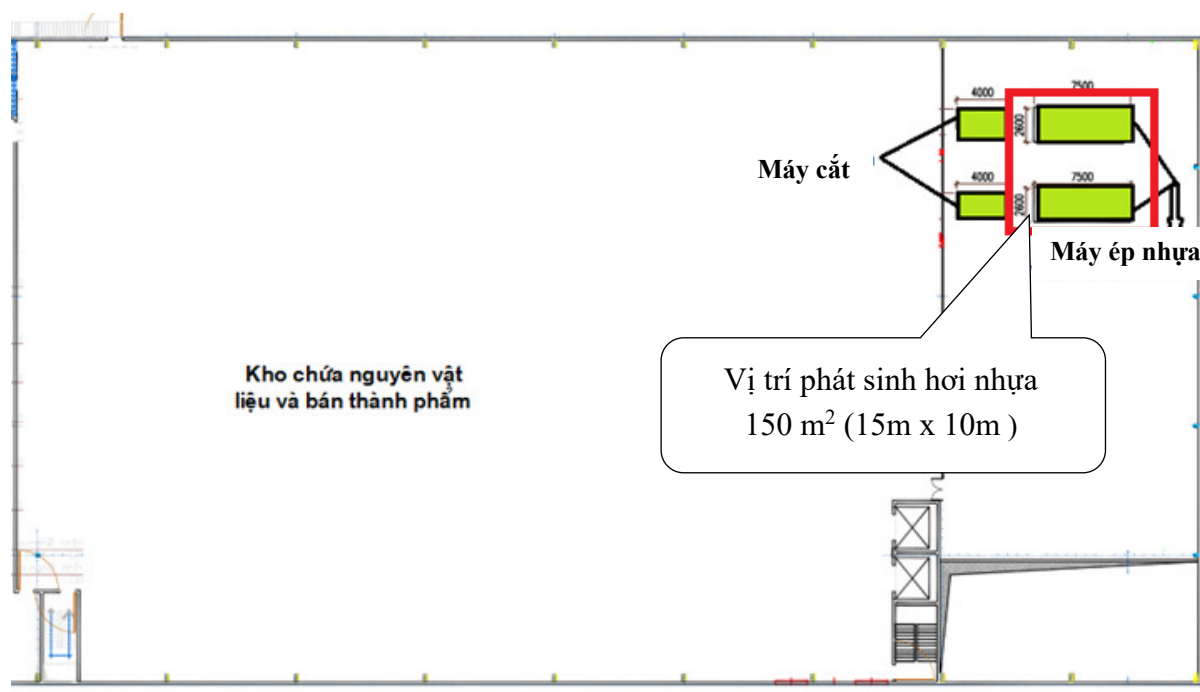 4000
7500
2600
Máy cắt
4000
7500
2600
Máy ép nhựa
Vị trí phát sinh hơi nhựa
150 m² (15m x 10m )
Kho chứa nguyên vật
liệu và bán thành phẩm